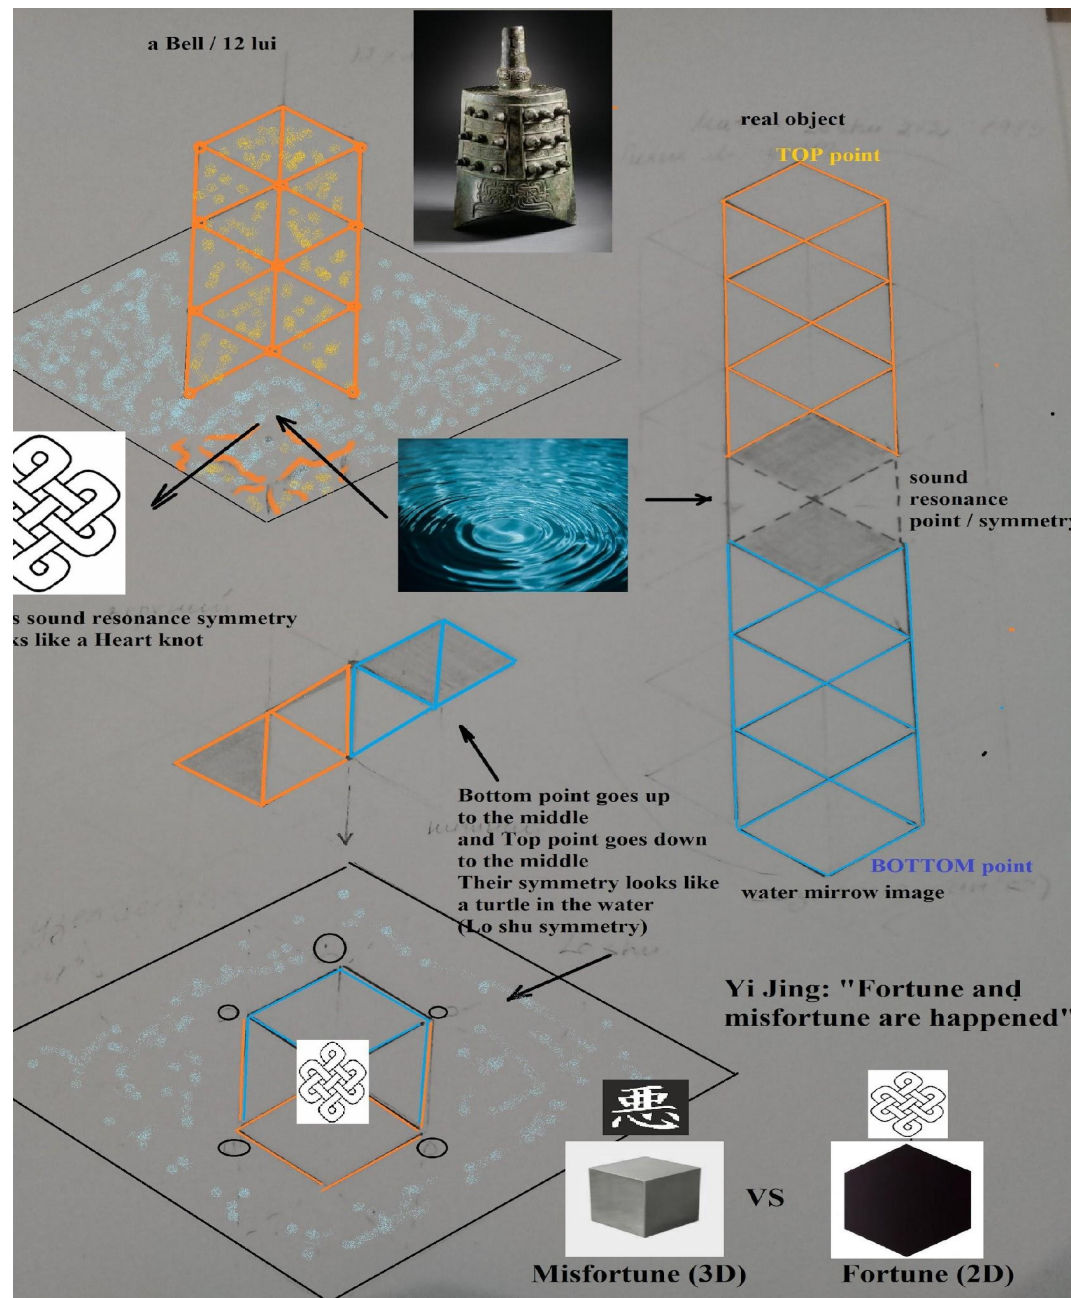 a Bell / 12 lui
real object
TOP point
sound
resonance
point / symmetry
s sound resonance symmetry
ks like a Heart knot
Bottom point goes up
to the middle
and Top point goes down
to the middle
Their symmetry looks like
a turtle in the water
(Lo shu symmetry)
BOTTOM point
water mirrow image
Lo shu
Yi Jing: "Fortune and
misfortune are happened"
悪
VS
Misfortune (3D)
Fortune (2D)